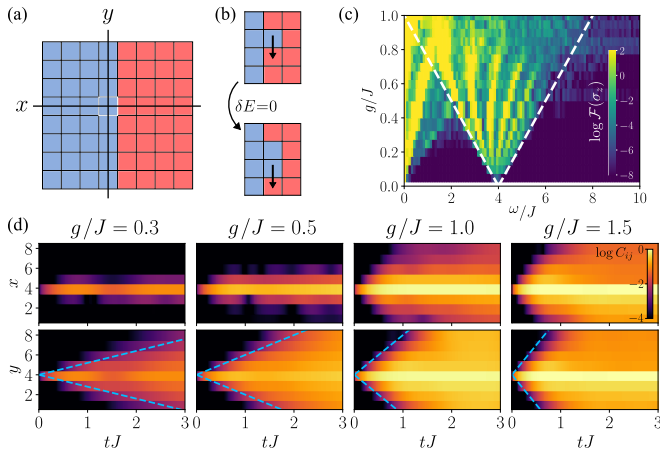 (a)
y
x
(b)
δE=0
(c)
g/J
1.0
0.8
0.6
0.4
0.2
0.0
0 2 4 6 8 10
ω/J
log F(σ_z)
2
0
−2
−4
−6
−8
(d)
g/J = 0.3 g/J = 0.5 g/J = 1.0 g/J = 1.5
x
8
6
4
2
log C_ij
0
−2
−4
y
8
6
4
2
0 1 2 3 0 1 2 3 0 1 2 3 0 1 2 3
tJ tJ tJ tJ